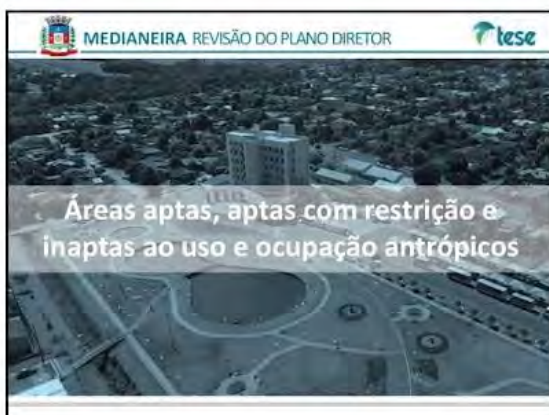 MEDIANEIRA REVISÃO DO PLANO DIRETOR
tese
Áreas aptas, aptas com restrição e
inaptas ao uso e ocupação antrópicos